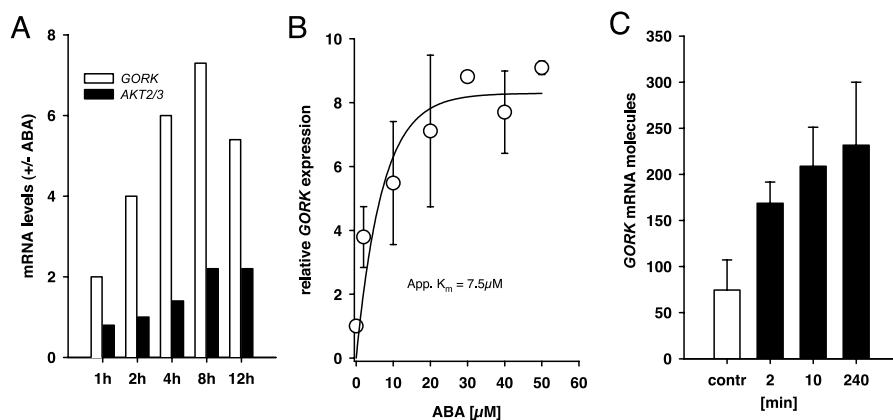 A
mRNA levels (+/- ABA)
8
6
4
2
0
GORK
AKT2/3
1h 2h 4h 8h 12h
B
relative GORK expression
10
8
6
4
2
0
App. Km = 7.5µM
0 10 20 30 40 50 60
ABA [µM]
C
GORK mRNA molecules
350
300
250
200
150
100
50
0
contr 2 10 240
[min]